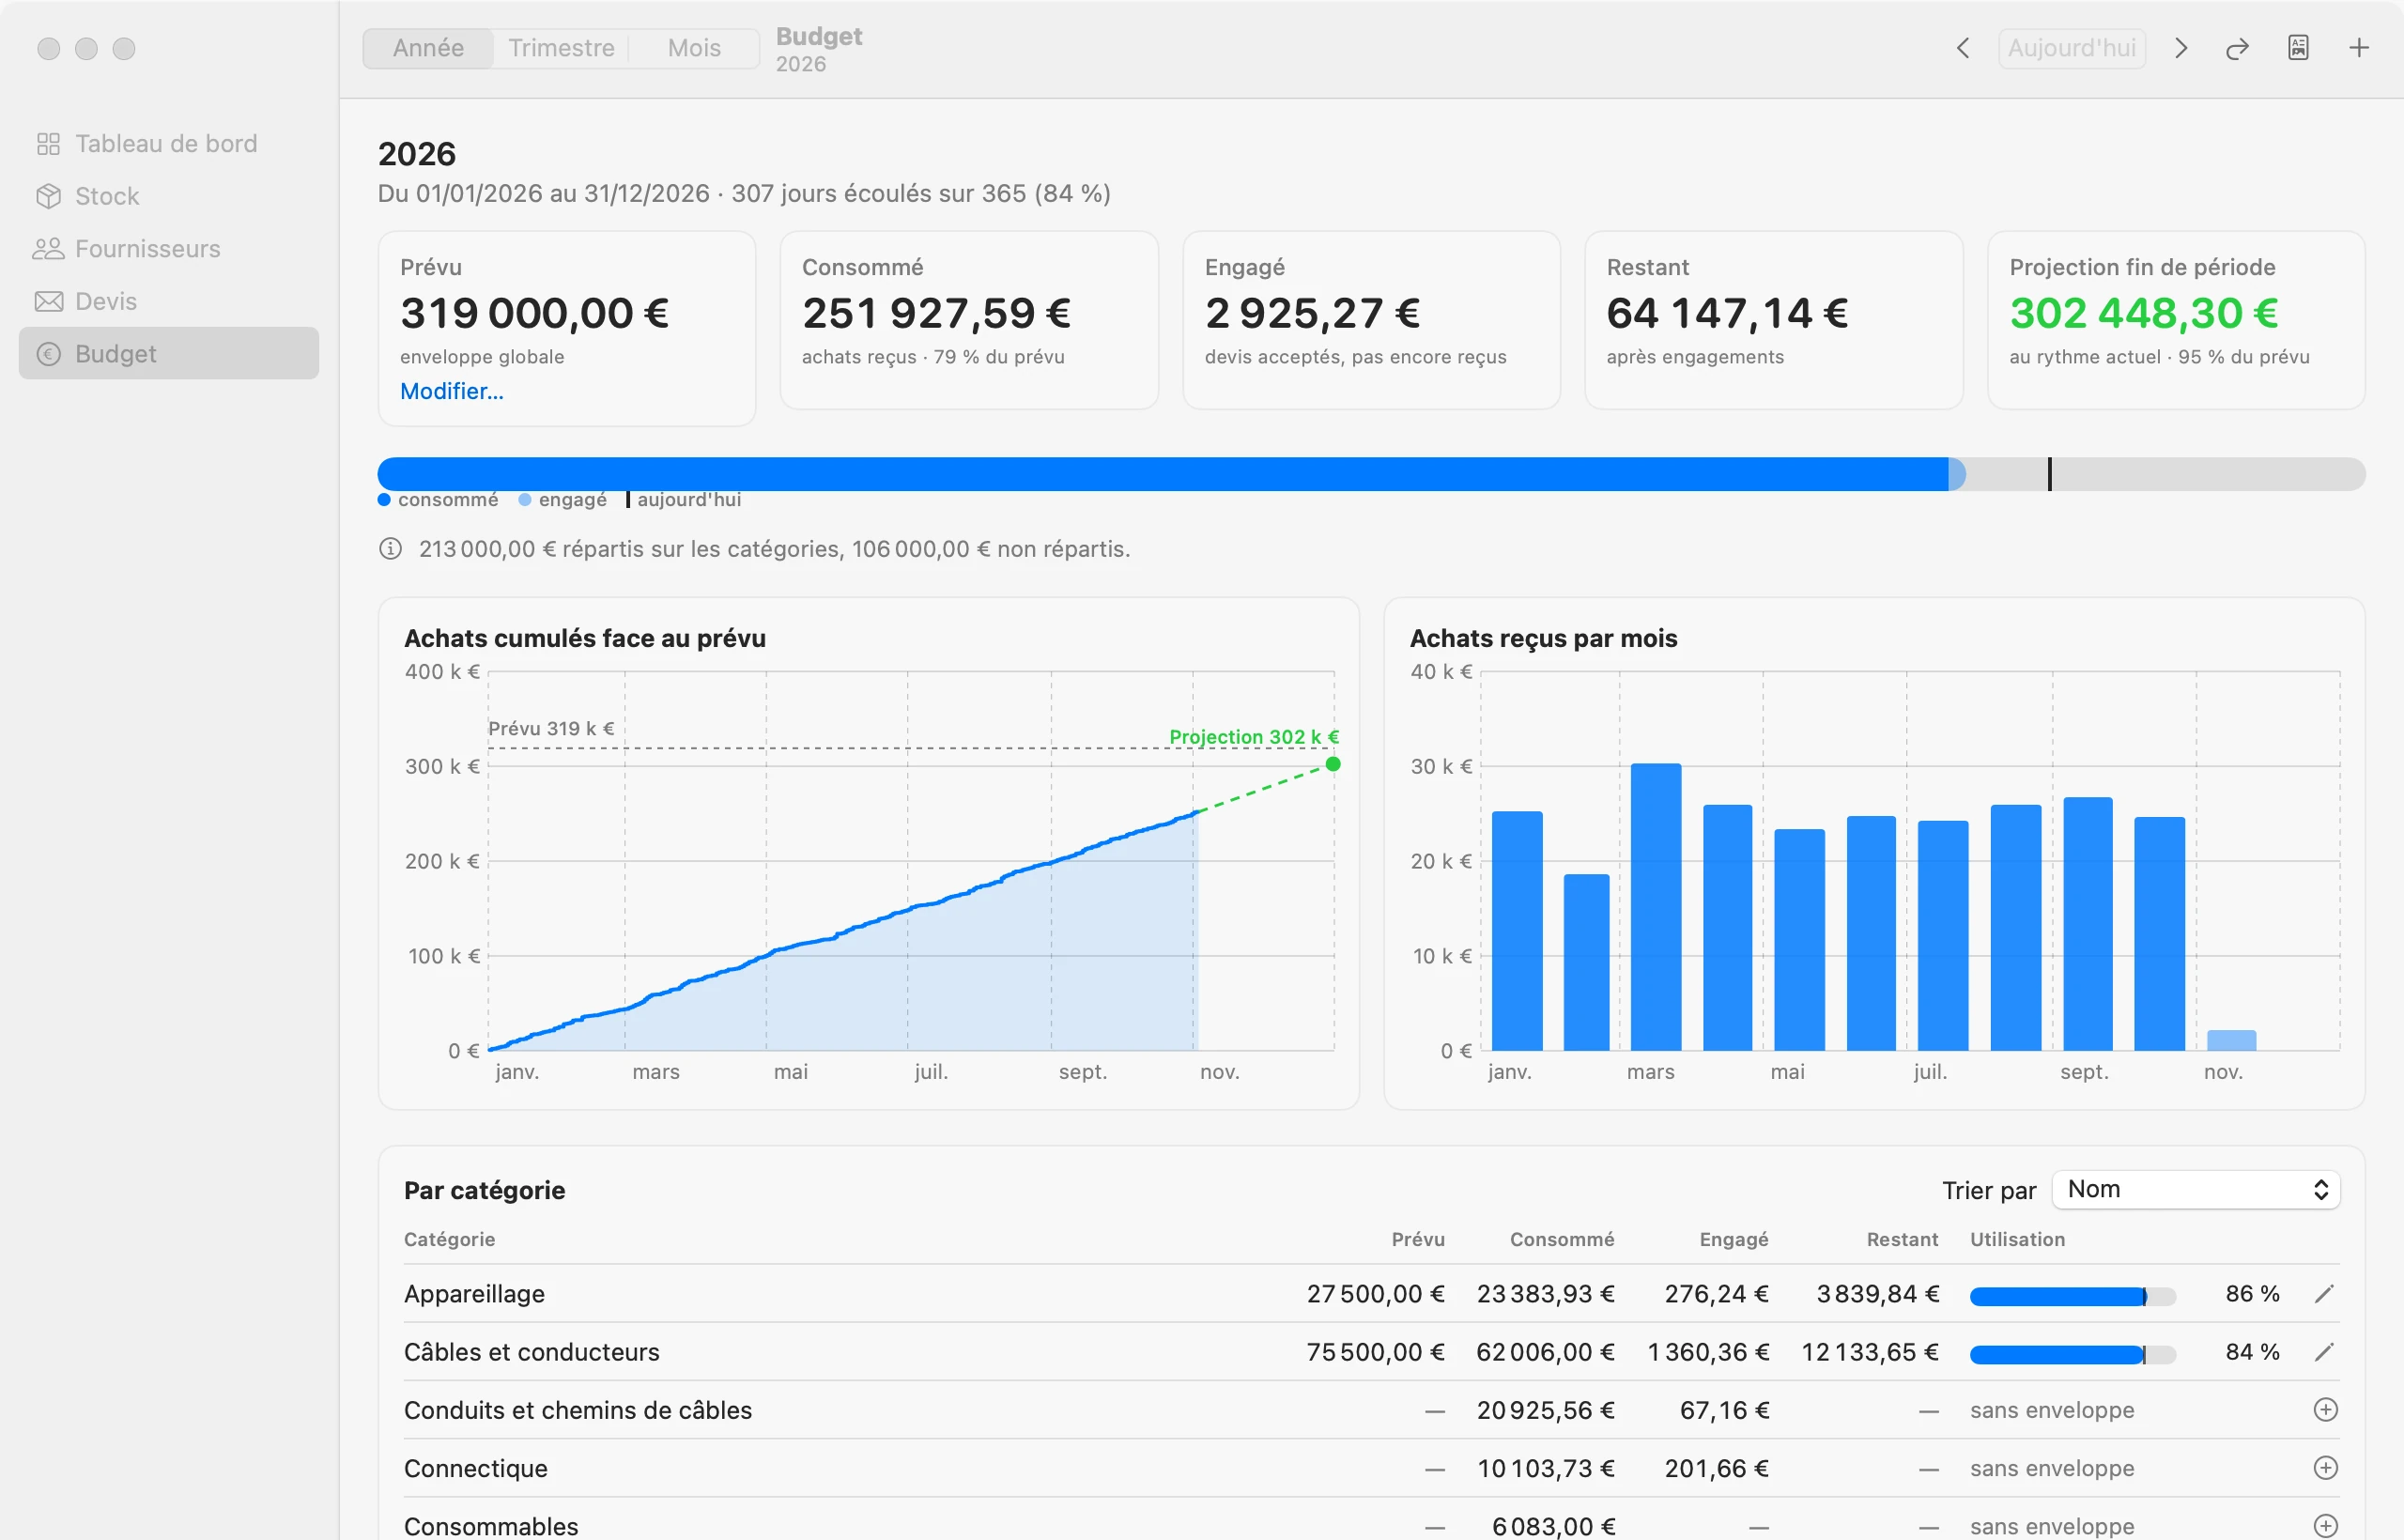 Année
Trimestre
Mois
Budget
2026
Aujourd'hui
Tableau de bord
Stock
Fournisseurs
Devis
Budget
2026
Du 01/01/2026 au 31/12/2026 · 307 jours écoulés sur 365 (84 %)
Prévu
319 000,00 €
enveloppe globale
Modifier...
Consommé
251 927,59 €
achats reçus · 79 % du prévu
Engagé
2 925,27 €
devis acceptés, pas encore reçus
Restant
64 147,14 €
après engagements
Projection fin de période
302 448,30 €
au rythme actuel · 95 % du prévu
consommé engagé aujourd'hui
213 000,00 € répartis sur les catégories, 106 000,00 € non répartis.
Achats cumulés face au prévu
400 k €
Prévu 319 k €
Projection 302 k €
300 k €
200 k €
100 k €
0 €
janv. mars mai juil. sept. nov.
Achats reçus par mois
40 k €
30 k €
20 k €
10 k €
0 €
janv. mars mai juil. sept. nov.
Par catégorie
Trier par Nom
Catégorie Prévu Consommé Engagé Restant Utilisation
Appareillage 27 500,00 € 23 383,93 € 276,24 € 3 839,84 € 86 %
Câbles et conducteurs 75 500,00 € 62 006,00 € 1 360,36 € 12 133,65 € 84 %
Conduits et chemins de câbles — 20 925,56 € 67,16 € — sans enveloppe
Connectique — 10 103,73 € 201,66 € — sans enveloppe
Consommables — 6 083,00 € — — sans enveloppe